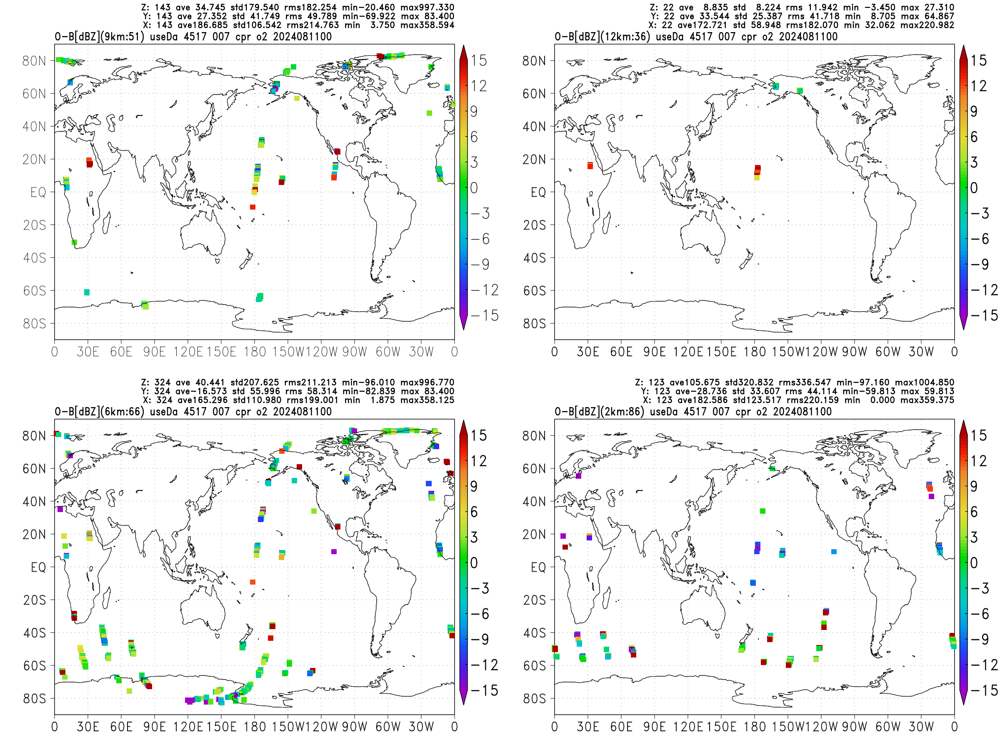 Z: 143 ave 34.745 std179.540 rms182.254 min−20.460 max997.330
Y: 143 ave 27.352 std 41.749 rms 49.789 min−69.922 max 83.400
X: 143 ave186.685 std106.542 rms214.763 min 3.750 max358.594
O−B[dBZ](9km:51) useDa 4517 007 cpr o2 2024081100
80N
60N
40N
20N
EQ
20S
40S
60S
80S
0 30E 60E 90E 120E 150E 180 150W 120W 90W 60W 30W 0
15
12
9
6
3
0
−3
−6
−9
−12
−15
Z: 22 ave 8.835 std 8.224 rms 11.942 min −3.450 max 27.310
Y: 22 ave 33.544 std 25.387 rms 41.718 min 8.705 max 64.867
X: 22 ave172.721 std 58.948 rms182.070 min 32.062 max220.982
O−B[dBZ](12km:36) useDa 4517 007 cpr o2 2024081100
80N
60N
40N
20N
EQ
20S
40S
60S
80S
0 30E 60E 90E 120E 150E 180 150W 120W 90W 60W 30W 0
15
12
9
6
3
0
−3
−6
−9
−12
−15
Z: 324 ave 40.441 std207.625 rms211.213 min−96.010 max996.770
Y: 324 ave−16.573 std 55.996 rms 58.314 min−82.839 max 83.400
X: 324 ave165.296 std110.980 rms199.001 min 1.875 max358.125
O−B[dBZ](6km:66) useDa 4517 007 cpr o2 2024081100
80N
60N
40N
20N
EQ
20S
40S
60S
80S
0 30E 60E 90E 120E 150E 180 150W 120W 90W 60W 30W 0
15
12
9
6
3
0
−3
−6
−9
−12
−15
Z: 123 ave105.675 std320.832 rms336.547 min−97.160 max1004.850
Y: 123 ave−28.736 std 33.607 rms 44.114 min−59.813 max 59.813
X: 123 ave182.586 std123.517 rms220.159 min 0.000 max359.375
O−B[dBZ](2km:86) useDa 4517 007 cpr o2 2024081100
80N
60N
40N
20N
EQ
20S
40S
60S
80S
0 30E 60E 90E 120E 150E 180 150W 120W 90W 60W 30W 0
15
12
9
6
3
0
−3
−6
−9
−12
−15